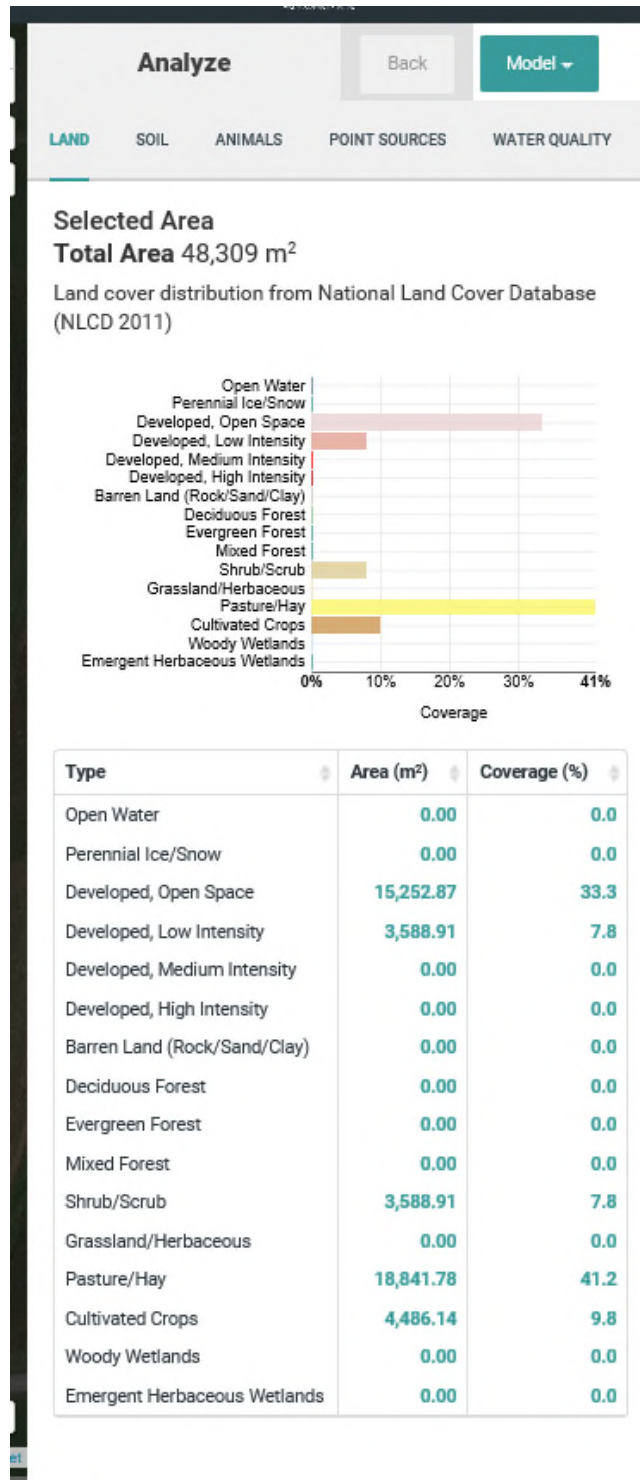 Analyze Back Model
LAND SOIL ANIMALS POINT SOURCES WATER QUALITY
Selected Area
Total Area 48,309 m²
Land cover distribution from National Land Cover Database
(NLCD 2011)
Open Water
Perennial Ice/Snow
Developed, Open Space
Developed, Low Intensity
Developed, Medium Intensity
Developed, High Intensity
Barren Land (Rock/Sand/Clay)
Deciduous Forest
Evergreen Forest
Mixed Forest
Shrub/Scrub
Grassland/Herbaceous
Pasture/Hay
Cultivated Crops
Woody Wetlands
Emergent Herbaceous Wetlands
0% 10% 20% 30% 41%
Coverage
Type Area (m²) Coverage (%)
Open Water 0.00 0.0
Perennial Ice/Snow 0.00 0.0
Developed, Open Space 15,252.87 33.3
Developed, Low Intensity 3,588.91 7.8
Developed, Medium Intensity 0.00 0.0
Developed, High Intensity 0.00 0.0
Barren Land (Rock/Sand/Clay) 0.00 0.0
Deciduous Forest 0.00 0.0
Evergreen Forest 0.00 0.0
Mixed Forest 0.00 0.0
Shrub/Scrub 3,588.91 7.8
Grassland/Herbaceous 0.00 0.0
Pasture/Hay 18,841.78 41.2
Cultivated Crops 4,486.14 9.8
Woody Wetlands 0.00 0.0
Emergent Herbaceous Wetlands 0.00 0.0